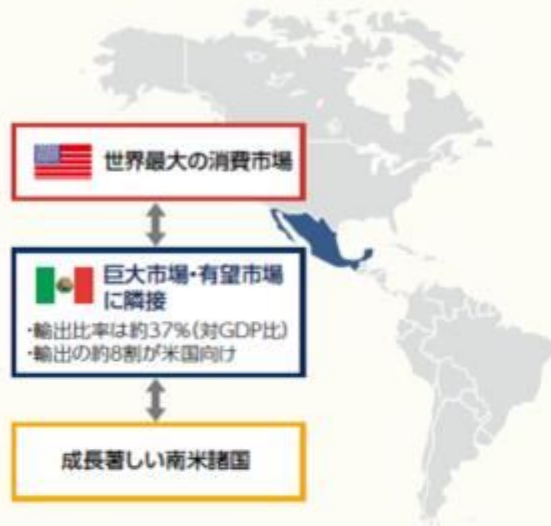 世界最大の消費市場
巨大市場・有望市場
に隣接
・輸出比率は約37%(対GDP比)
・輸出の約8割が米国向け
成長著しい南米諸国